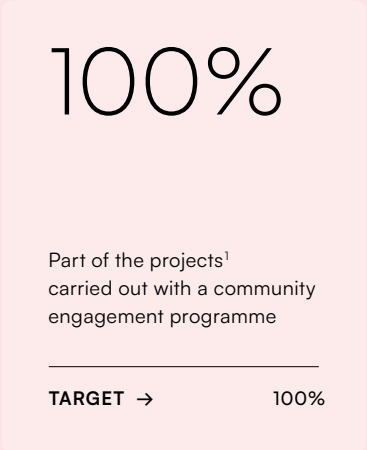 100%
Part of the projects¹
carried out with a community
engagement programme
TARGET → 100%